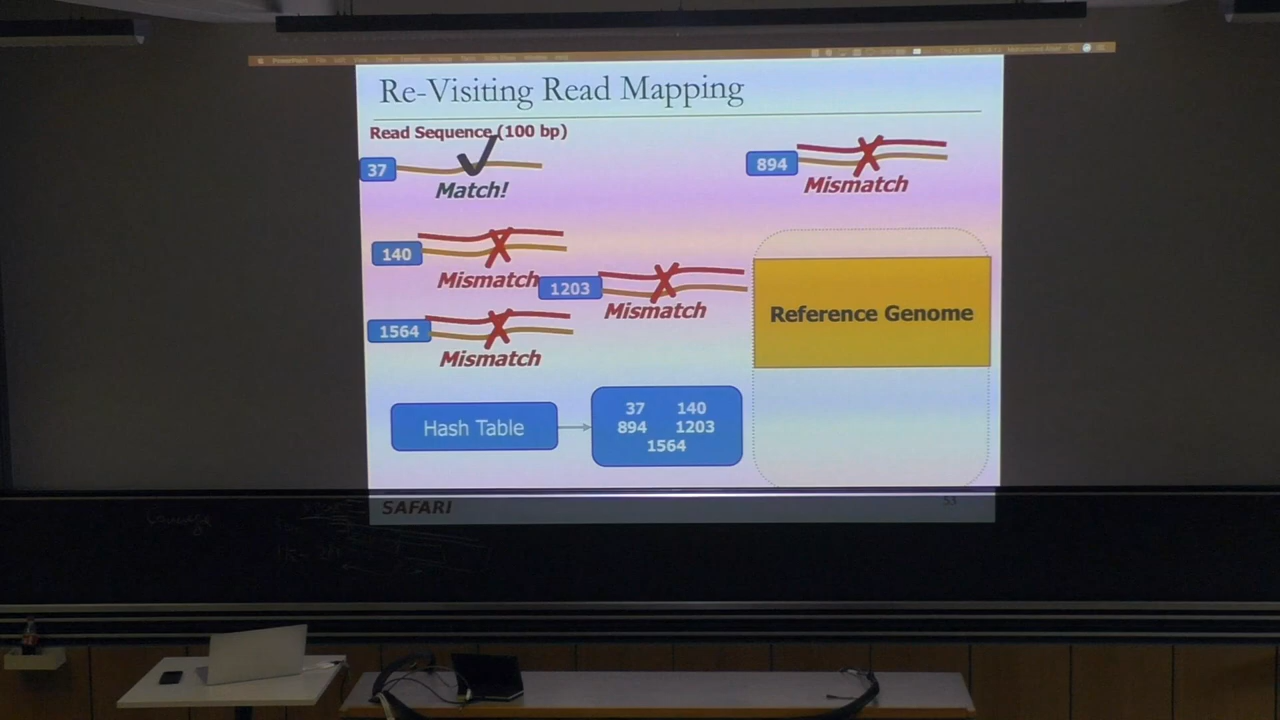 Re-Visiting Read Mapping
Read Sequence (100 bp)
37
Match!
894
Mismatch
140
Mismatch
1203
Mismatch
1564
Mismatch
Reference Genome
Hash Table
37 140
894 1203
1564
SAFARI
53